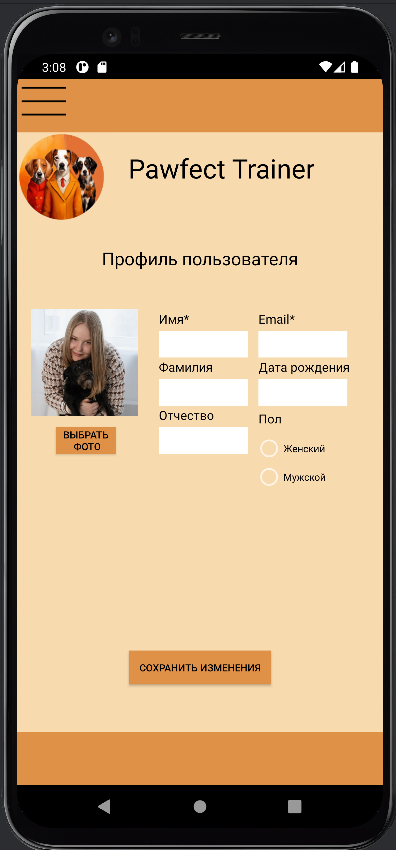 3:08
Pawfect Trainer
Профиль пользователя
Имя*
Email*
Фамилия
Дата рождения
Отчество
Пол
Женский
Мужской
ВЫБРАТЬ
ФОТО
СОХРАНИТЬ ИЗМЕНЕНИЯ